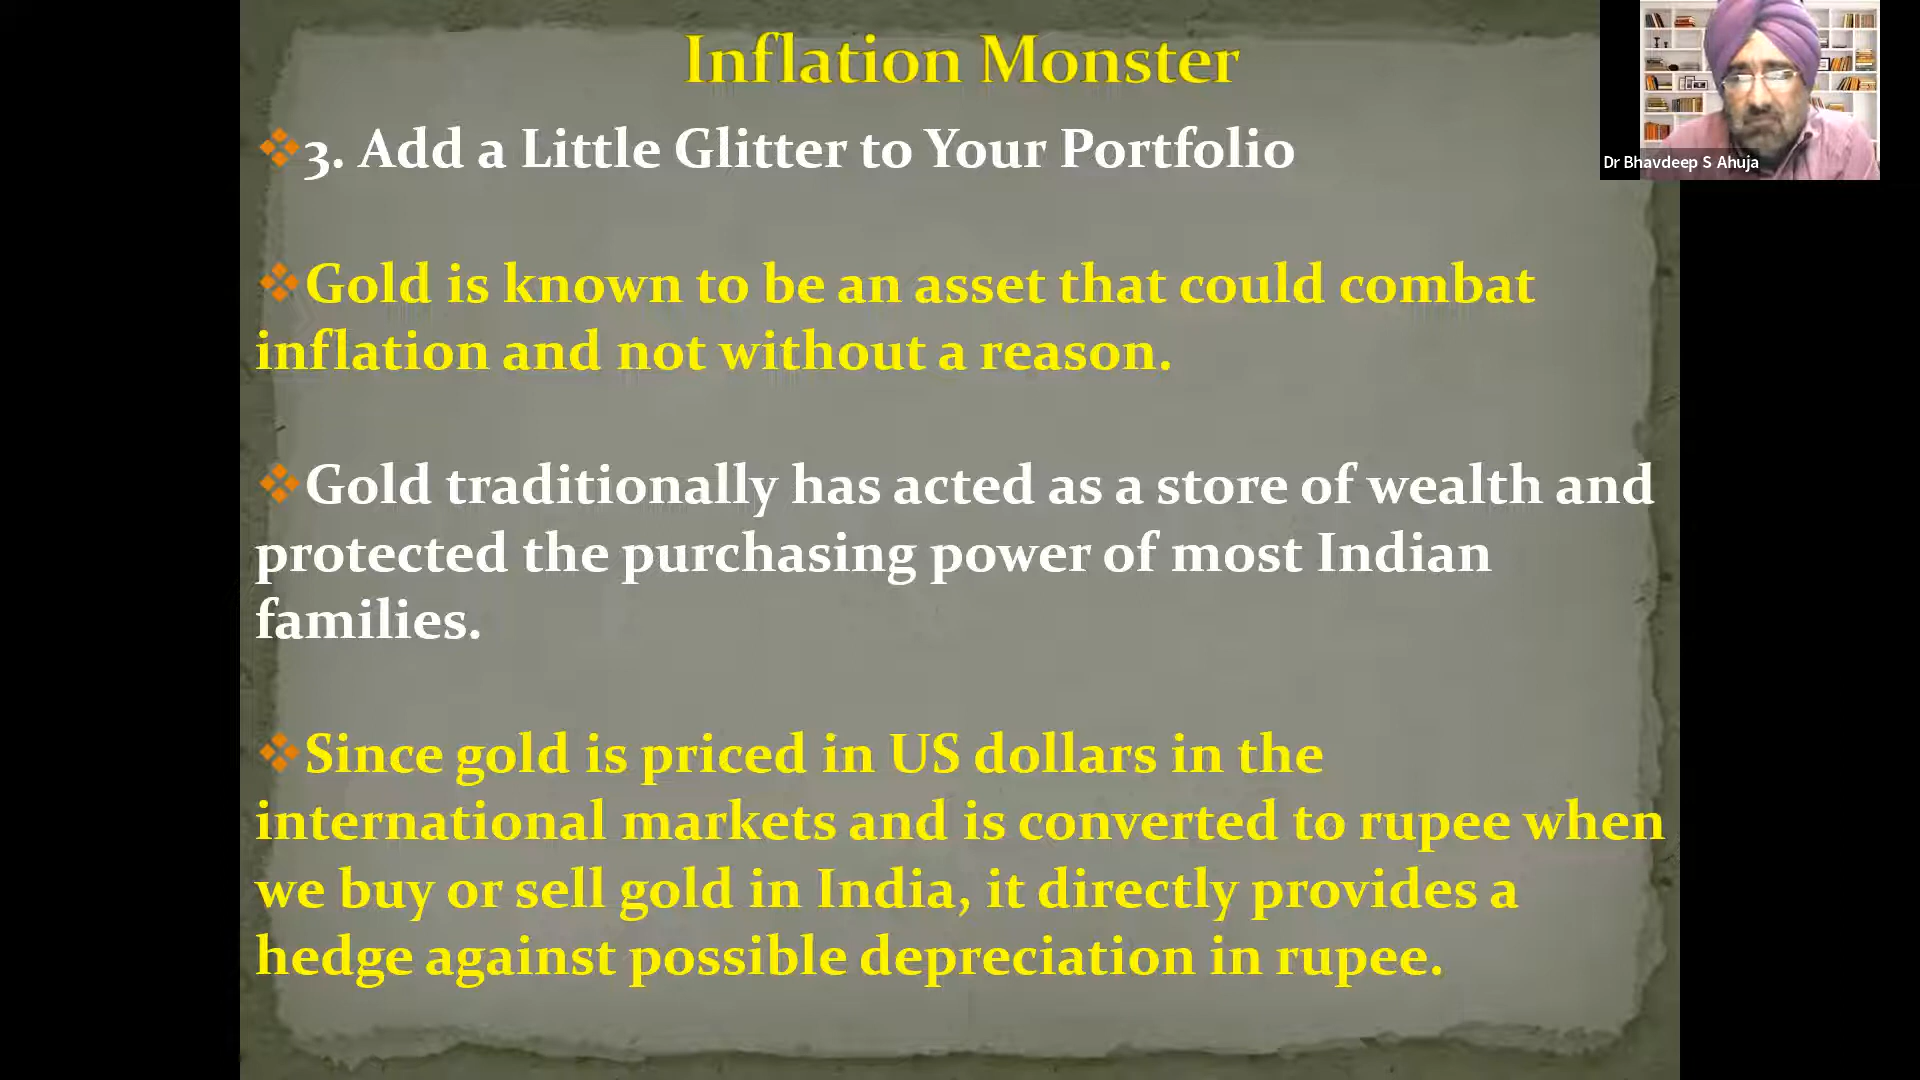 Inflation Monster
3. Add a Little Glitter to Your Portfolio
Gold is known to be an asset that could combat
inflation and not without a reason.
Gold traditionally has acted as a store of wealth and
protected the purchasing power of most Indian
families.
Since gold is priced in US dollars in the
international markets and is converted to rupee when
we buy or sell gold in India, it directly provides a
hedge against possible depreciation in rupee.
Dr Bhavdeep S Ahuja